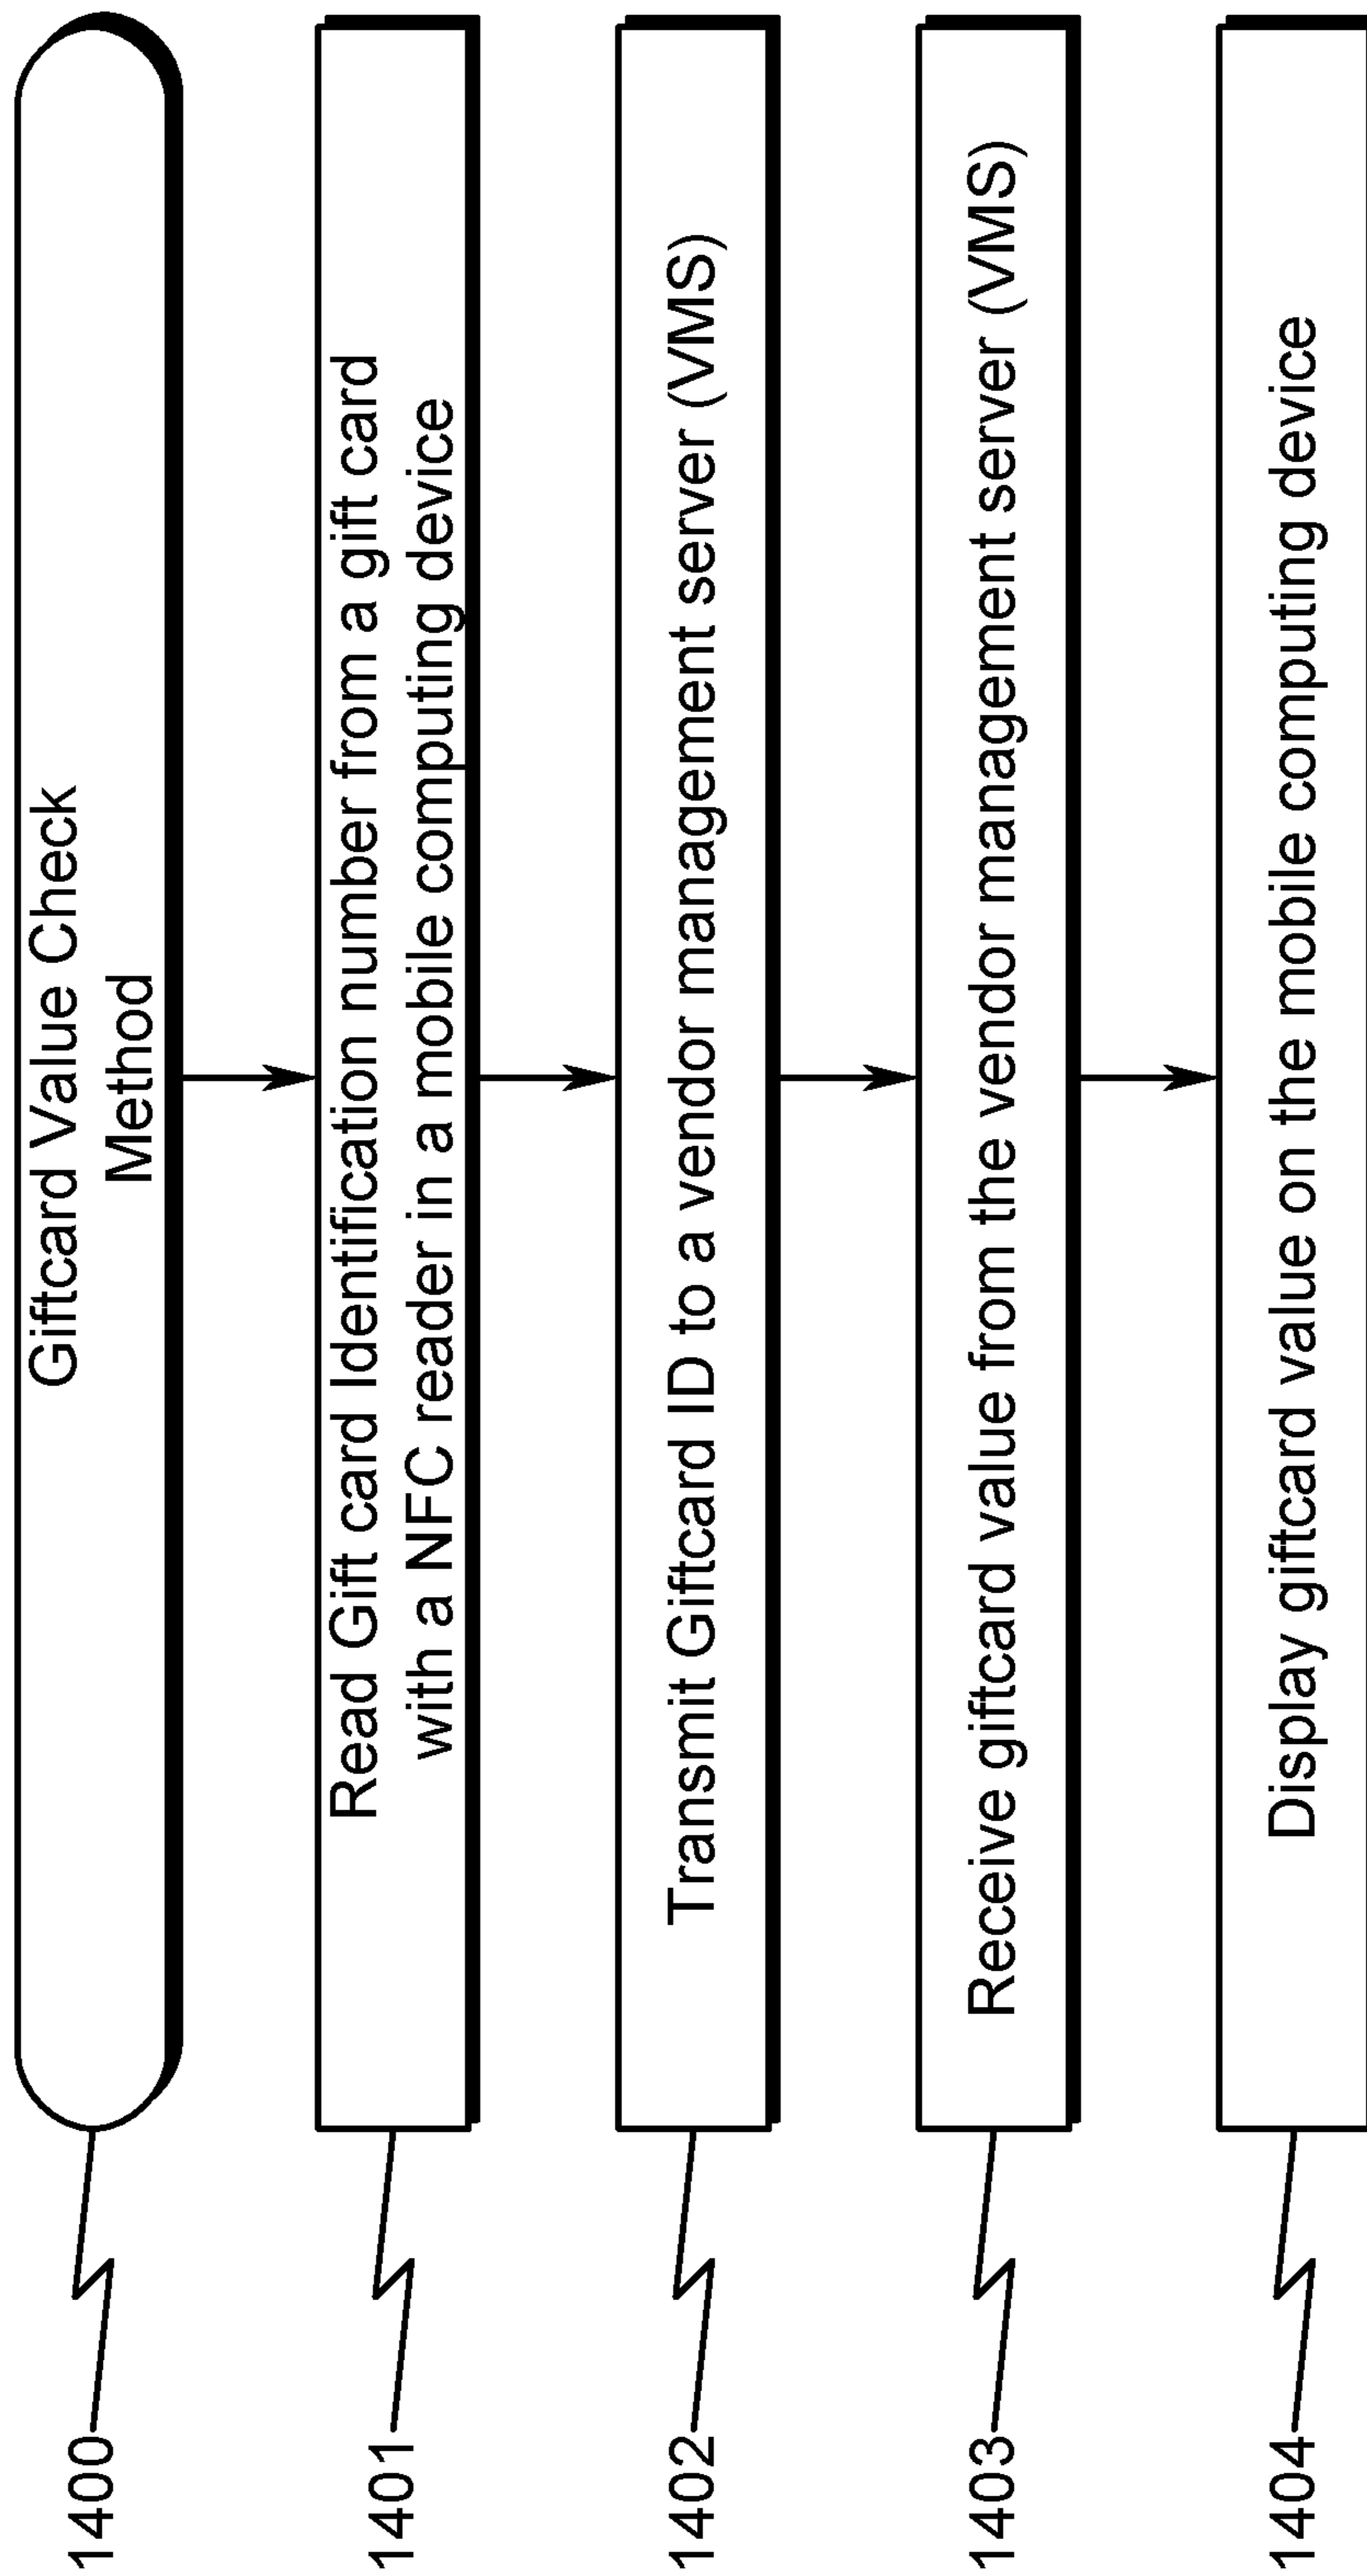 1400
Giftcard Value Check
Method
1401
Read Gift card Identification number from a gift card
with a NFC reader in a mobile computing device
1402
Transmit Giftcard ID to a vendor management server (VMS)
1403
Receive giftcard value from the vendor management server (VMS)
1404
Display giftcard value on the mobile computing device